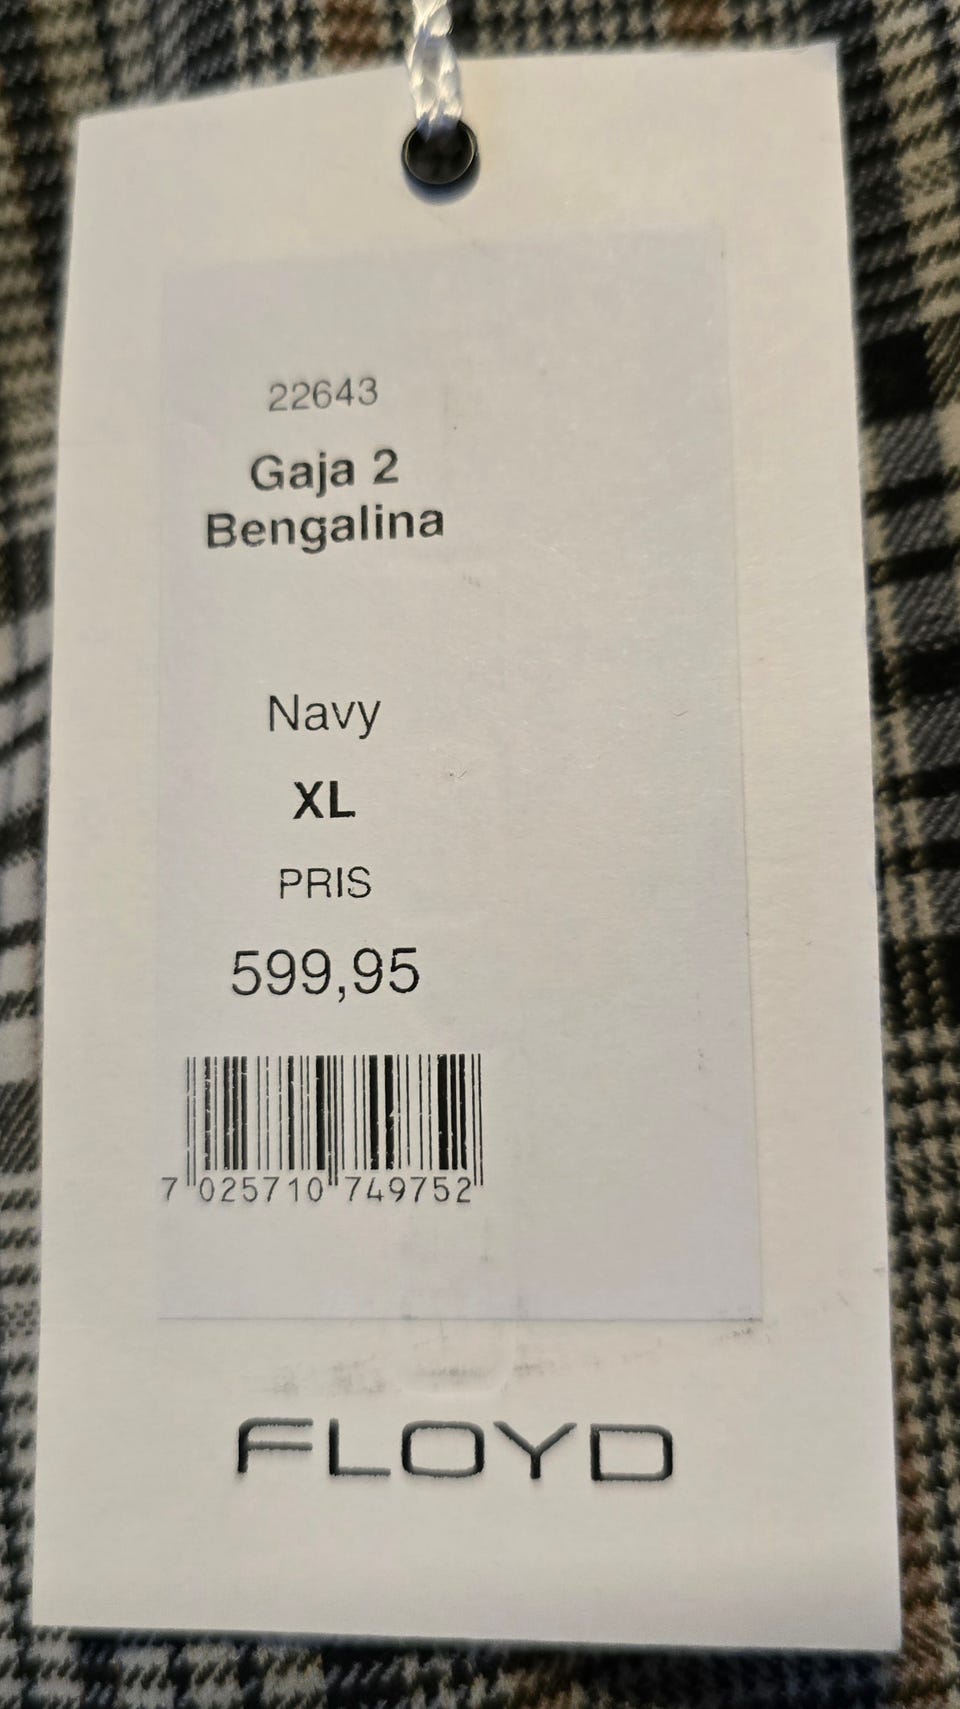 22643
Gaja 2
Bengalina
Navy
XL
PRIS
599,95
7 025710 749752
FLOYD